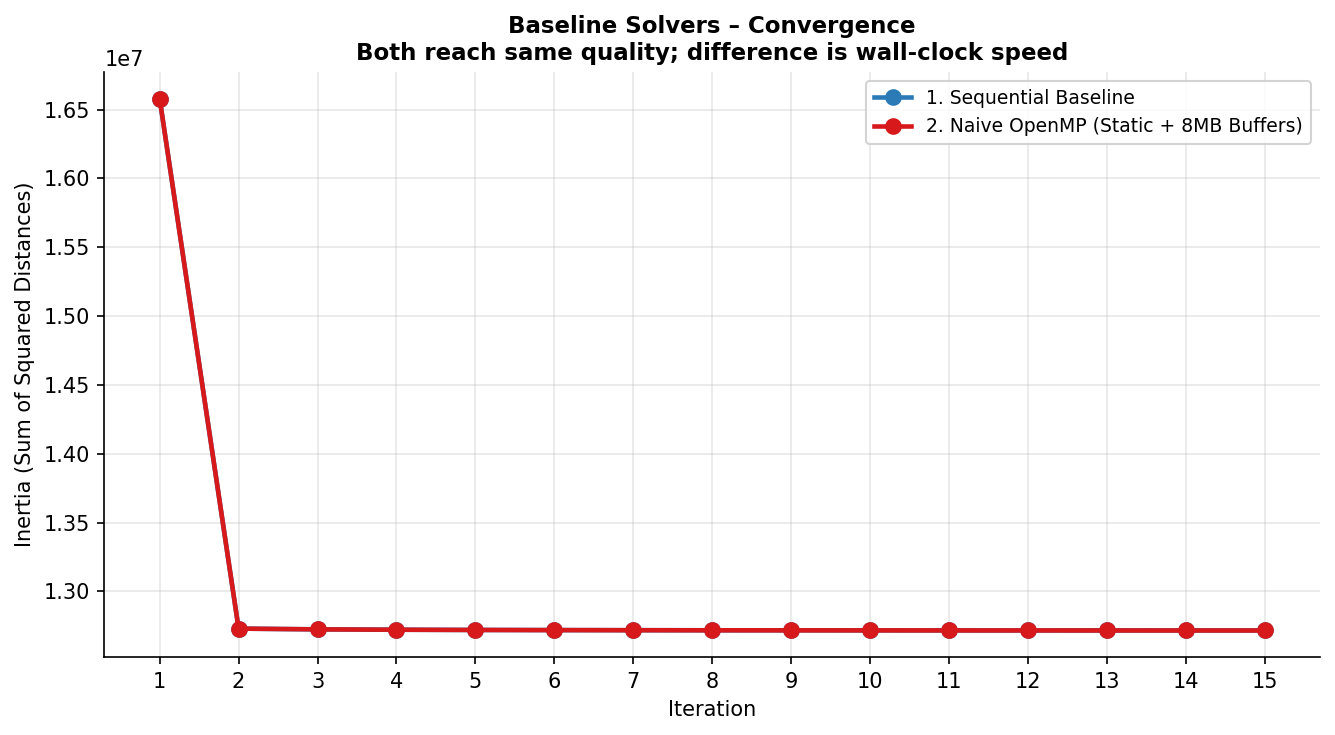 Baseline Solvers – Convergence
Both reach same quality; difference is wall-clock speed
1e7
1. Sequential Baseline
2. Naive OpenMP (Static + 8MB Buffers)
1.65
1.60
1.55
1.50
1.45
1.40
1.35
1.30
Inertia (Sum of Squared Distances)
1 2 3 4 5 6 7 8 9 10 11 12 13 14 15
Iteration